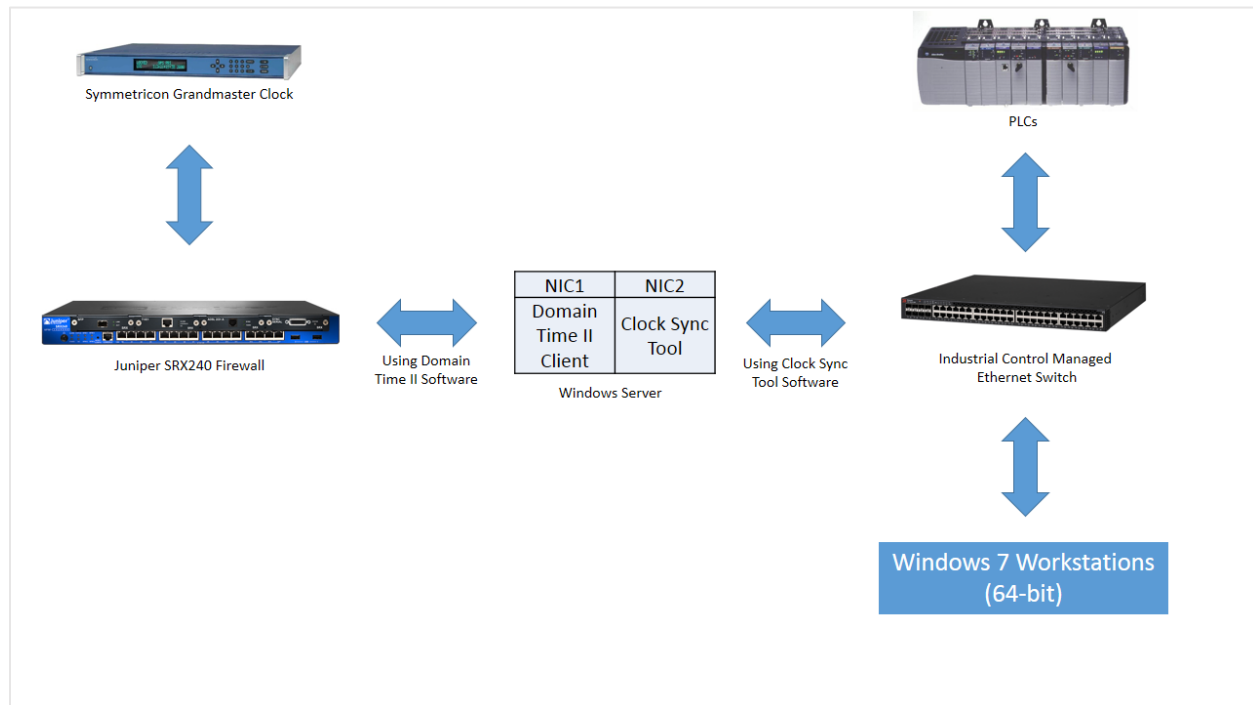 Symmetricon Grandmaster Clock
PLCs
NIC1
NIC2
Domain
Time II
Client
Clock Sync
Tool
Juniper SRX240 Firewall
Using Domain
Time II Software
Windows Server
Using Clock Sync
Tool Software
Industrial Control Managed
Ethernet Switch
Windows 7 Workstations
(64-bit)